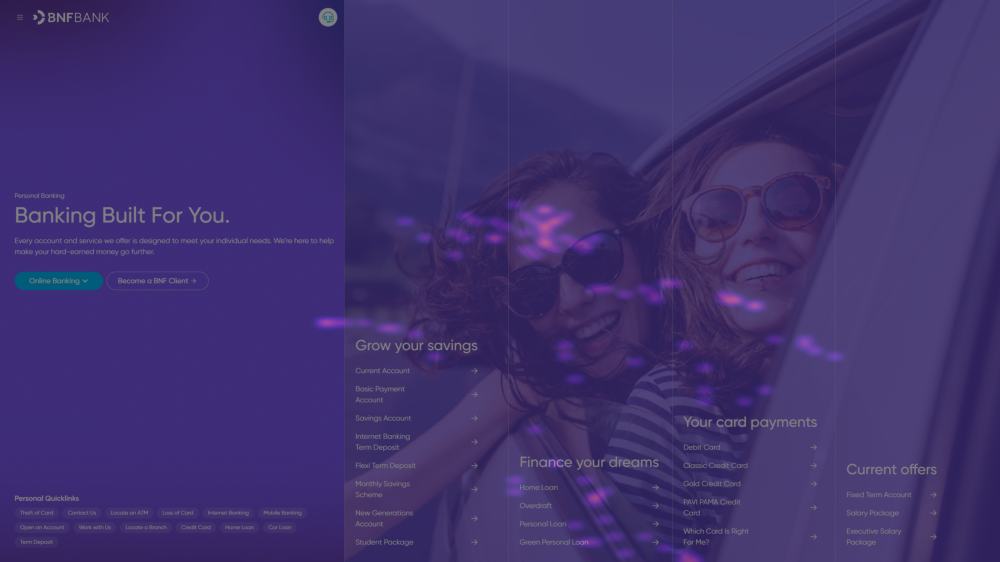 BNFBANK
Personal Banking
Banking Built For You.
Every account and service we offer is designed to meet your individual needs. We're here to help
make your hard-earned money go further.
Online Banking
Become a BNF Client →
Personal Quicklinks
Theft of Card
Contact Us
Locate an ATM
Loss of Card
Internet Banking
Mobile Banking
Open an Account
Work with Us
Locate a Branch
Credit Card
Home Loan
Car Loan
Term Deposit
Grow your savings
Current Account →
Basic Payment
Account →
Savings Account →
Internet Banking
Term Deposit →
Flexi Term Deposit →
Monthly Savings
Scheme →
New Generations
Account →
Student Package →
Finance your dreams
Home Loan →
Overdraft →
Personal Loan →
Green Personal Loan →
Your card payments
Debit Card →
Classic Credit Card →
Gold Credit Card →
PAVI PAMA Credit
Card →
Which Card Is Right
For Me? →
Current offers
Fixed Term Account →
Salary Package →
Executive Salary
Package →